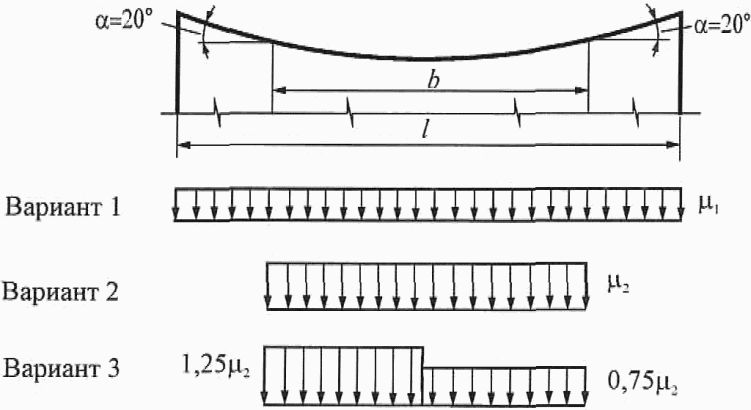 α=20°
α=20°
b
l
Вариант 1
μ₁
Вариант 2
μ₂
Вариант 3
1,25μ₂
0,75μ₂